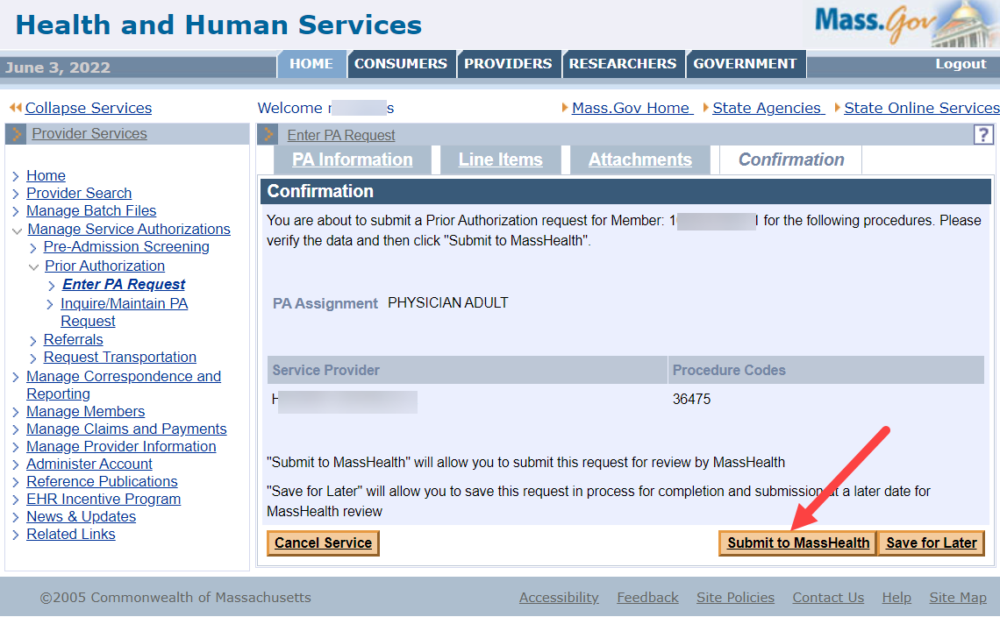 Health and Human Services
Mass.Gov
June 3, 2022
HOME CONSUMERS PROVIDERS RESEARCHERS GOVERNMENT
Logout
Collapse Services
Welcome
Mass.Gov Home State Agencies State Online Services
Provider Services
Home
Provider Search
Manage Batch Files
Manage Service Authorizations
Pre-Admission Screening
Prior Authorization
Enter PA Request
Inquire/Maintain PA
Request
Referrals
Request Transportation
Manage Correspondence and
Reporting
Manage Members
Manage Claims and Payments
Manage Provider Information
Administer Account
Reference Publications
EHR Incentive Program
News & Updates
Related Links
Enter PA Request
?
PA Information Line Items Attachments Confirmation
Confirmation
You are about to submit a Prior Authorization request for Member: for the following procedures. Please
verify the data and then click "Submit to MassHealth".
PA Assignment PHYSICIAN ADULT
Service Provider Procedure Codes
36475
"Submit to MassHealth" will allow you to submit this request for review by MassHealth
"Save for Later" will allow you to save this request in process for completion and submission at a later date for
MassHealth review
Cancel Service Submit to MassHealth Save for Later
©2005 Commonwealth of Massachusetts
Accessibility Feedback Site Policies Contact Us Help Site Map